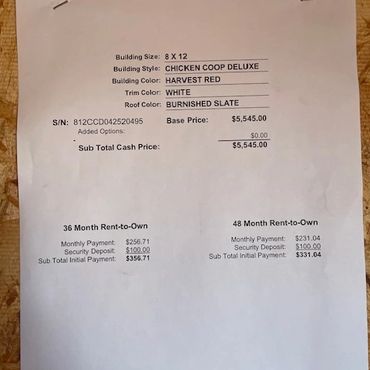 Building Size: 8 X 12
Building Style: CHICKEN COOP DELUXE
Building Color: HARVEST RED
Trim Color: WHITE
Roof Color: BURNISHED SLATE
S/N: 812CCD042520495 Base Price: $5,545.00
Added Options:
- $0.00
Sub Total Cash Price: $5,545.00
36 Month Rent-to-Own
Monthly Payment: $256.71
Security Deposit: $100.00
Sub Total Initial Payment: $356.71
48 Month Rent-to-Own
Monthly Payment: $231.04
Security Deposit: $100.00
Sub Total Initial Payment: $331.04